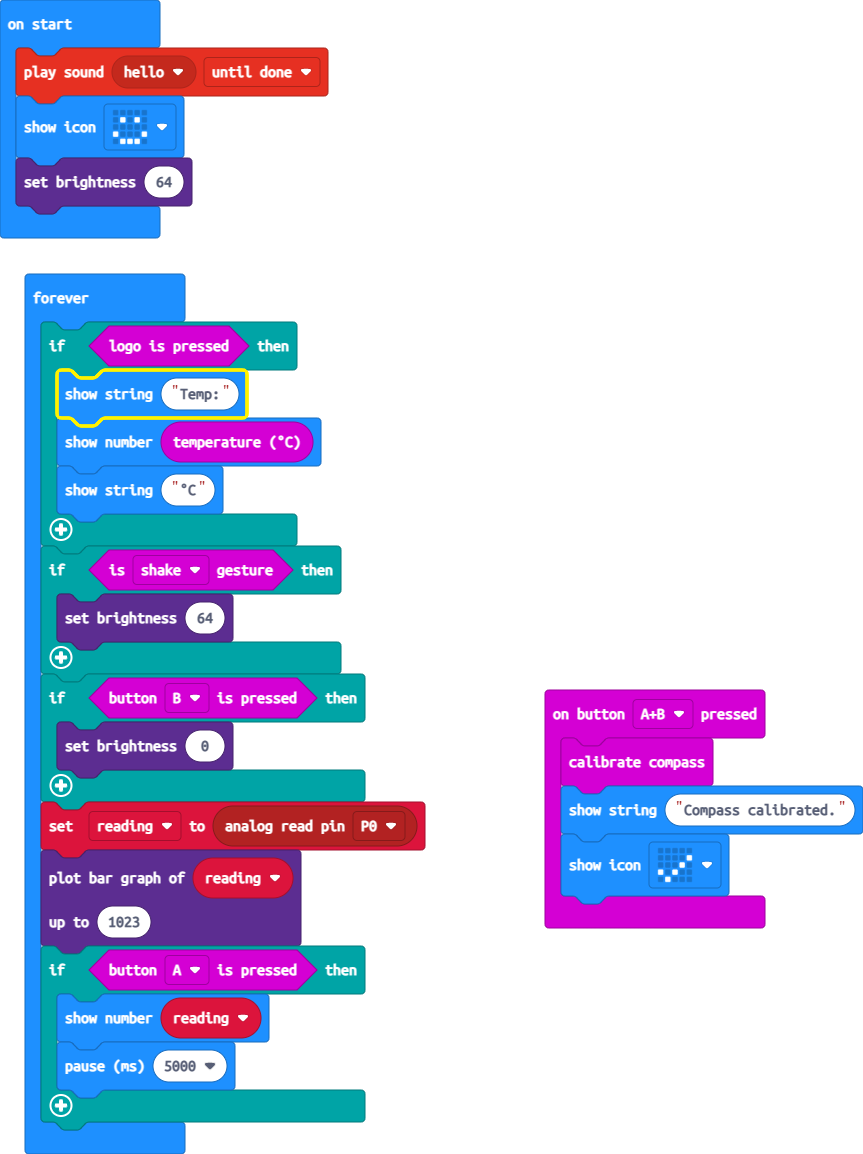 on start
play sound hello until done
show icon
set brightness 64
forever
if logo is pressed then
show string "Temp:"
show number temperature (°C)
show string "°C"
if is shake gesture then
set brightness 64
if button B is pressed then
set brightness 0
set reading to analog read pin P0
plot bar graph of reading
up to 1023
if button A is pressed then
show number reading
pause (ms) 5000
on button A+B pressed
calibrate compass
show string "Compass calibrated."
show icon